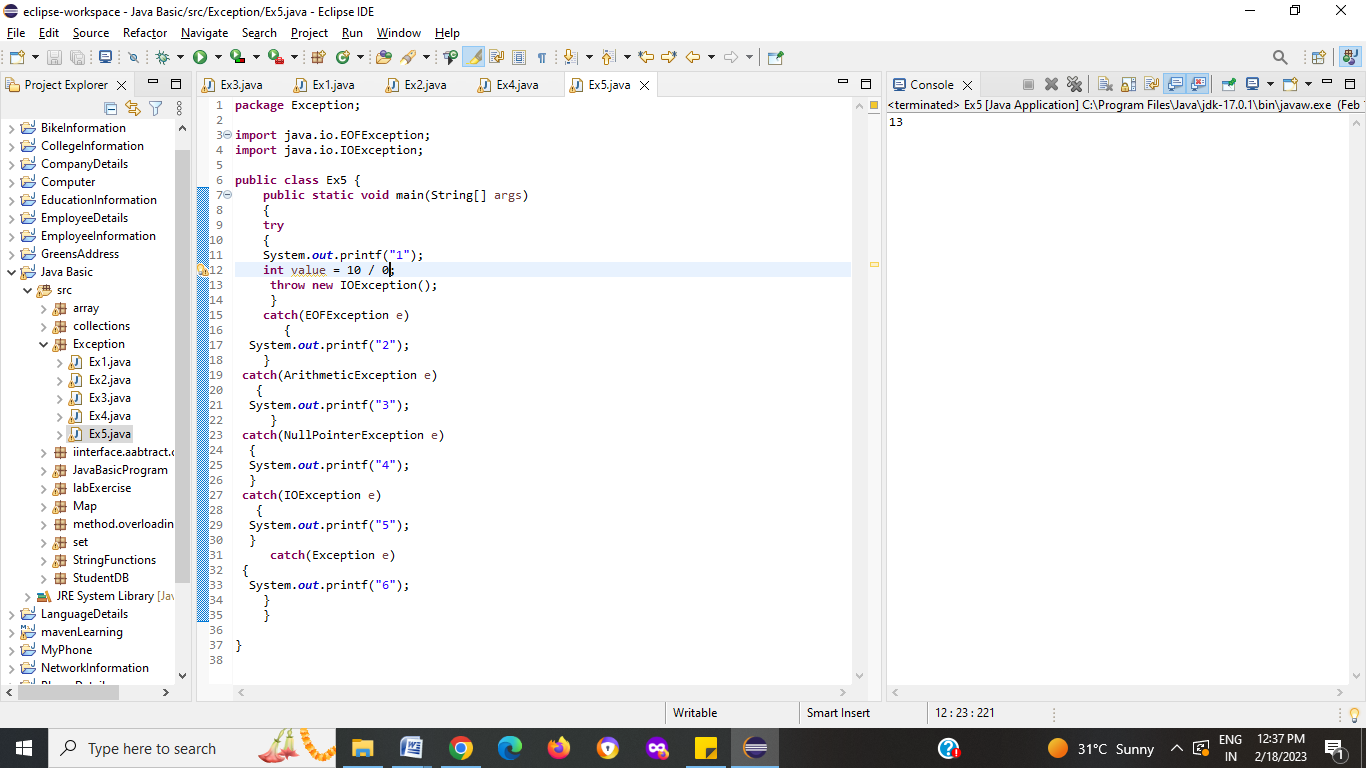 eclipse-workspace - Java Basic/src/Exception/Ex5.java - Eclipse IDE
File Edit Source Refactor Navigate Search Project Run Window Help
Project Explorer
BikeInformation
CollegeInformation
CompanyDetails
Computer
EducationInformation
EmployeeDetails
EmployeeInformation
GreensAddress
Java Basic
src
array
collections
Exception
Ex1.java
Ex2.java
Ex3.java
Ex4.java
Ex5.java
iinterface.aabtract.c
JavaBasicProgram
labExercise
Map
method.overloadin
set
StringFunctions
StudentDB
JRE System Library [Jav
LanguageDetails
mavenLearning
MyPhone
NetworkInformation
Ex3.java Ex1.java Ex2.java Ex4.java Ex5.java
1 package Exception;
2
3 import java.io.EOFException;
4 import java.io.IOException;
5
6 public class Ex5 {
7 public static void main(String[] args)
8 {
9 try
10 {
11 System.out.printf("1");
12 int value = 10 / 0;
13 throw new IOException();
14 }
15 catch(EOFException e)
16 {
17 System.out.printf("2");
18 }
19 catch(ArithmeticException e)
20 {
21 System.out.printf("3");
22 }
23 catch(NullPointerException e)
24 {
25 System.out.printf("4");
26 }
27 catch(IOException e)
28 {
29 System.out.printf("5");
30 }
31 catch(Exception e)
32 {
33 System.out.printf("6");
34 }
35 }
36
37 }
38
Console
<terminated> Ex5 [Java Application] C:\Program Files\Java\jdk-17.0.1\bin\javaw.exe (Feb
13
Writable Smart Insert 12 : 23 : 221
Type here to search
31°C Sunny
ENG
IN
12:37 PM
2/18/2023
1